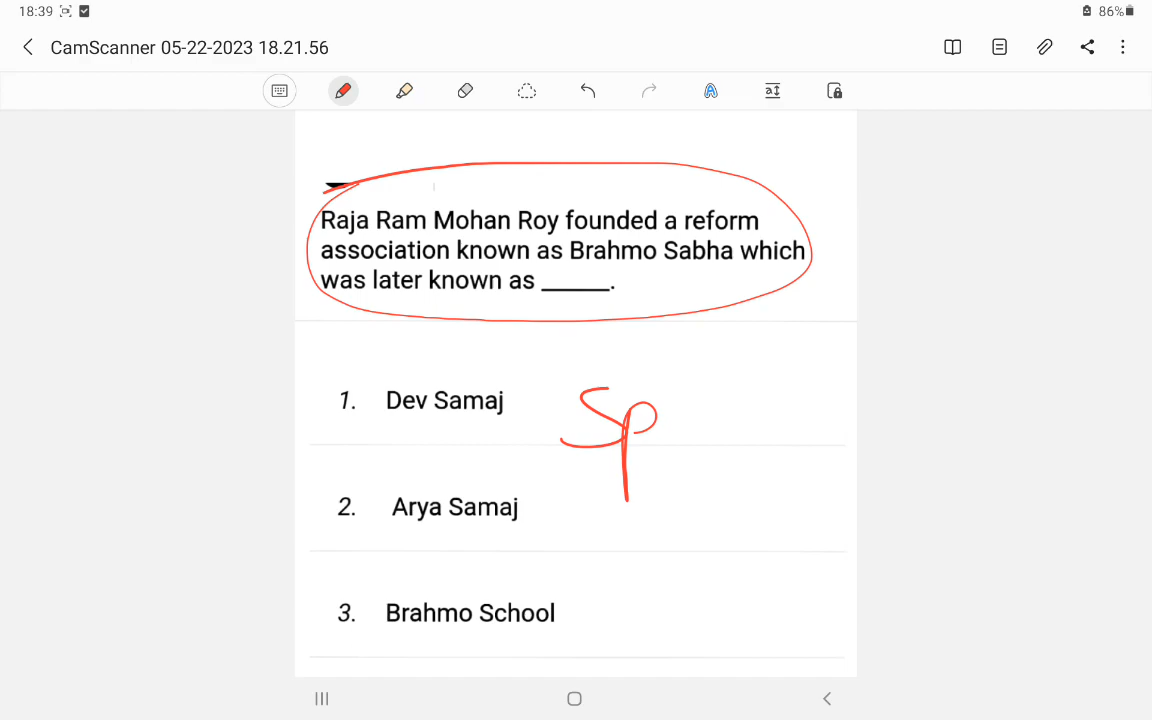 18:39
86%
CamScanner 05-22-2023 18.21.56
Raja Ram Mohan Roy founded a reform
association known as Brahmo Sabha which
was later known as ______.
1. Dev Samaj
Sp
2. Arya Samaj
3. Brahmo School